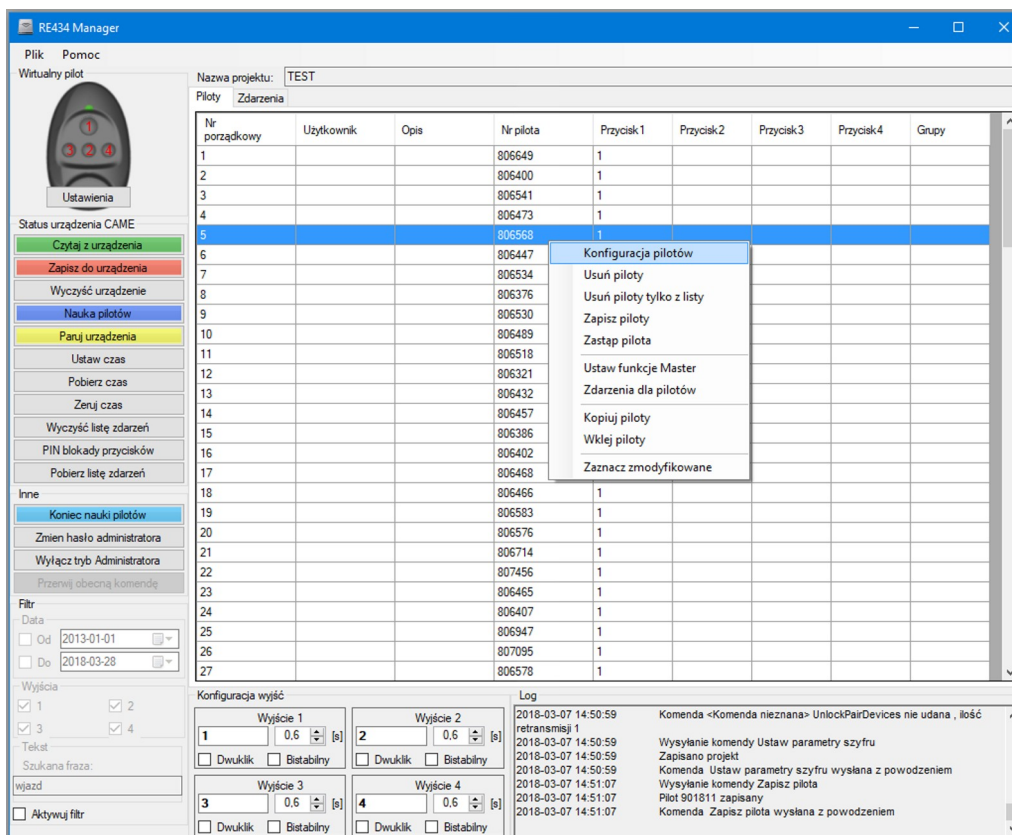 RE434 Manager
Plik Pomoc
Wirtualny pilot
1
3 2 4
Ustawienia
Status urządzenia CAME
Czytaj z urządzenia
Zapisz do urządzenia
Wyczyść urządzenie
Nauka pilotów
Paruj urządzenia
Ustaw czas
Pobierz czas
Zeruj czas
Wyczyść listę zdarzeń
PIN blokady przycisków
Pobierz listę zdarzeń
Inne
Koniec nauki pilotów
Zmien hasło administratora
Wyłącz tryb Administratora
Przerwij obecną komendę
Filtr
Data
Od 2013-01-01
Do 2018-03-28
Wyjścia
1 2
3 4
Tekst
Szukana fraza:
wjazd
Aktywuj filtr
Nazwa projektu: TEST
Piloty Zdarzenia
Nr porządkowy Użytkownik Opis Nr pilota Przycisk1 Przycisk2 Przycisk3 Przycisk4 Grupy
1 806649 1
2 806400 1
3 806541 1
4 806473 1
5 806568 1
6 806447
7 806534
8 806376
9 806530
10 806489
11 806518
12 806321
13 806432
14 806457
15 806386
16 806402
17 806468
18 806466 1
19 806583 1
20 806576 1
21 806714 1
22 807456 1
23 806465 1
24 806407 1
25 806947 1
26 807095 1
27 806578 1
Konfiguracja pilotów
Usuń piloty
Usuń piloty tylko z listy
Zapisz piloty
Zastąp pilota
Ustaw funkcje Master
Zdarzenia dla pilotów
Kopiuj piloty
Wklej piloty
Zaznacz zmodyfikowane
Konfiguracja wyjść
Wyjście 1 Wyjście 2
1 0,6 [s] 2 0,6 [s]
Dwuklik Bistabilny Dwuklik Bistabilny
Wyjście 3 Wyjście 4
3 0,6 [s] 4 0,6 [s]
Dwuklik Bistabilny Dwuklik Bistabilny
Log
2018-03-07 14:50:59 Komenda <Komenda nieznana> UnlockPairDevices nie udana , ilość
retransmisji 1
2018-03-07 14:50:59 Wysyłanie komendy Ustaw parametry szyfru
2018-03-07 14:50:59 Zapisano projekt
2018-03-07 14:50:59 Komenda Ustaw parametry szyfru wysłana z powodzeniem
2018-03-07 14:51:07 Wysyłanie komendy Zapisz pilota
2018-03-07 14:51:07 Pilot 901811 zapisany
2018-03-07 14:51:07 Komenda Zapisz pilota wysłana z powodzeniem